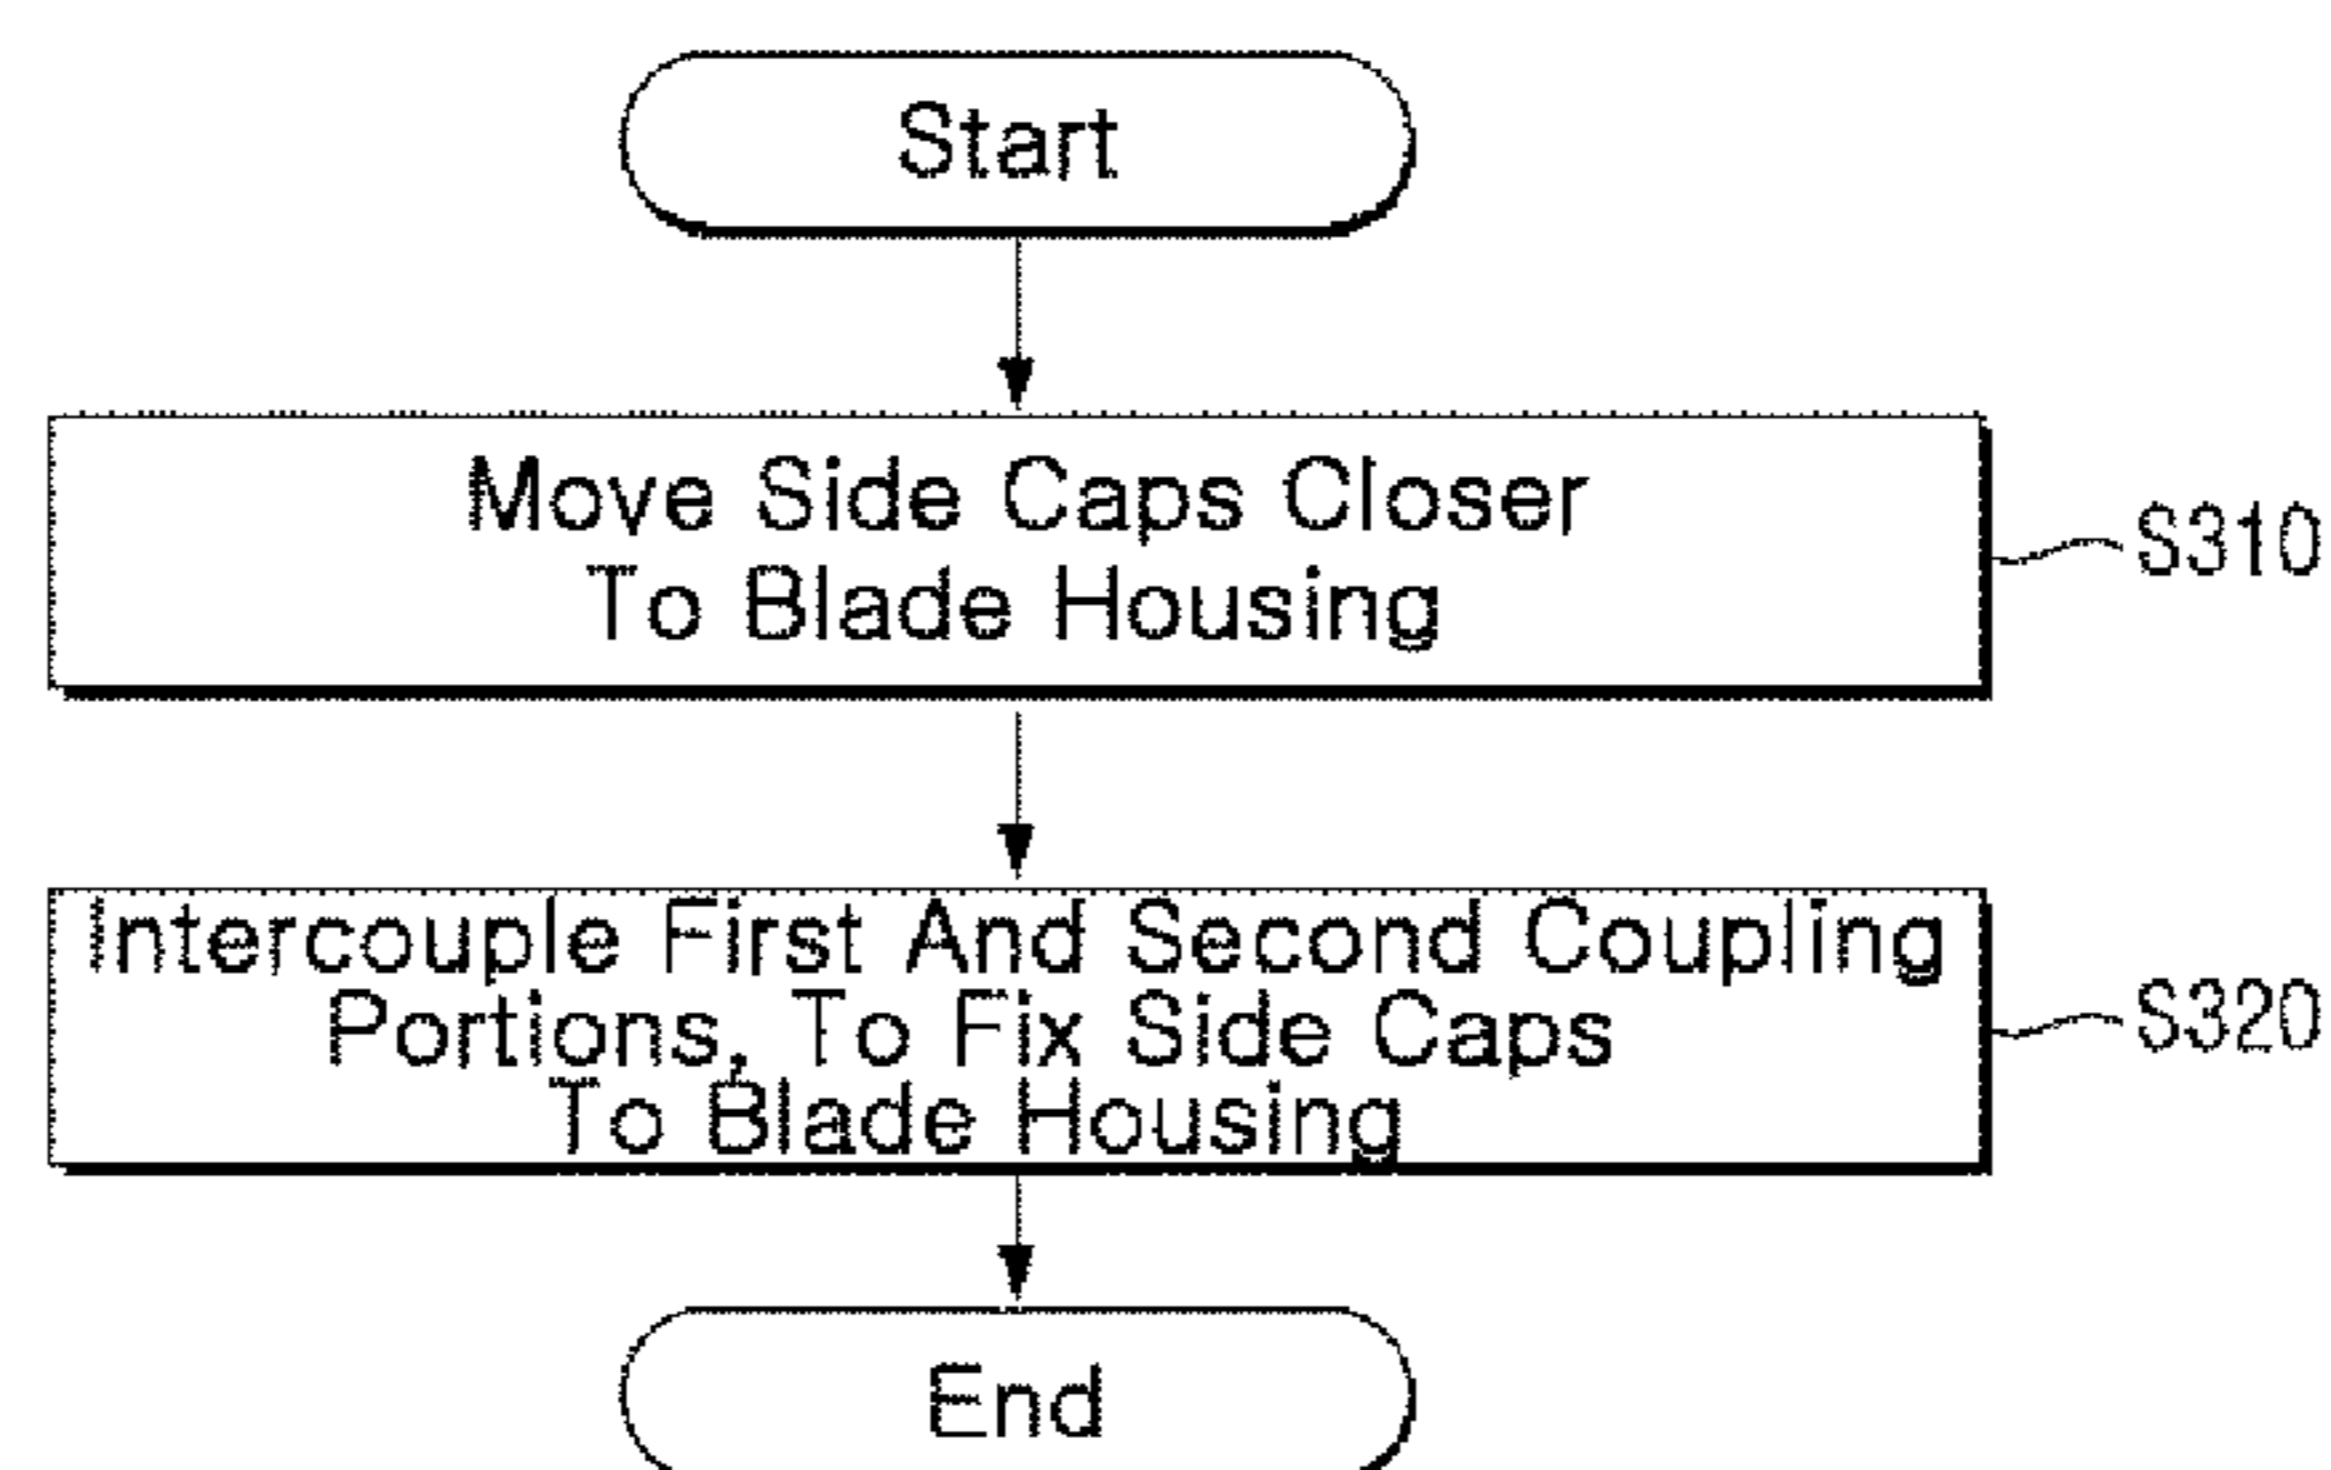 Start
Move Side Caps Closer
To Blade Housing
S310
Intercouple First And Second Coupling
Portions, To Fix Side Caps
To Blade Housing
S320
End